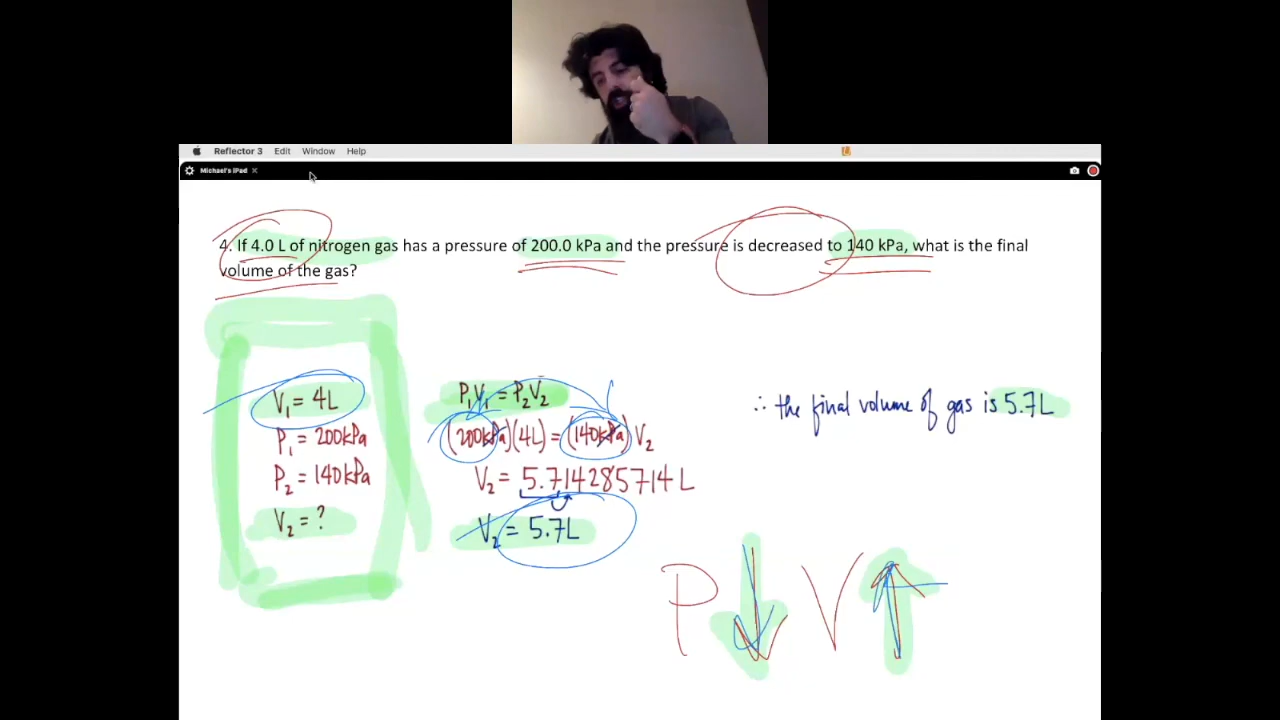 Reflector 3 Edit Window Help
Michael's iPad
4. If 4.0 L of nitrogen gas has a pressure of 200.0 kPa and the pressure is decreased to 140 kPa, what is the final
volume of the gas?
V₁ = 4L
P₁ = 200kPa
P₂ = 140kPa
V₂ = ?
P₁V₁ = P₂V₂
(200kPa)(4L) = (140kPa)V₂
V₂ = 5.714285714 L
V₂ = 5.7L
∴ the final volume of gas is 5.7L
P V